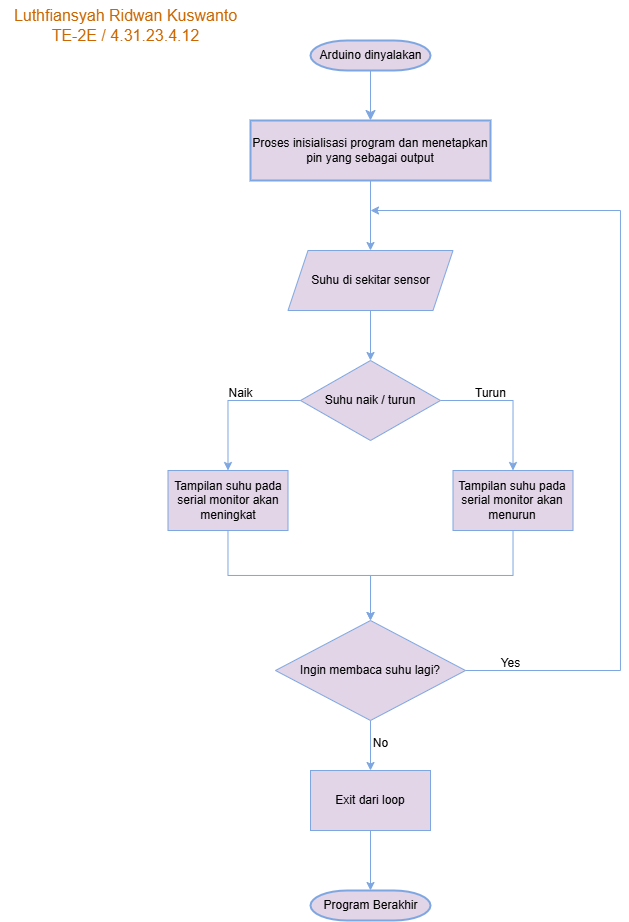 Luthfiansyah Ridwan Kuswanto
TE-2E / 4.31.23.4.12
Arduino dinyalakan
Proses inisialisasi program dan menetapkan
pin yang sebagai output
Suhu di sekitar sensor
Suhu naik / turun
Naik
Turun
Tampilan suhu pada
serial monitor akan
meningkat
Tampilan suhu pada
serial monitor akan
menurun
Ingin membaca suhu lagi?
Yes
No
Exit dari loop
Program Berakhir